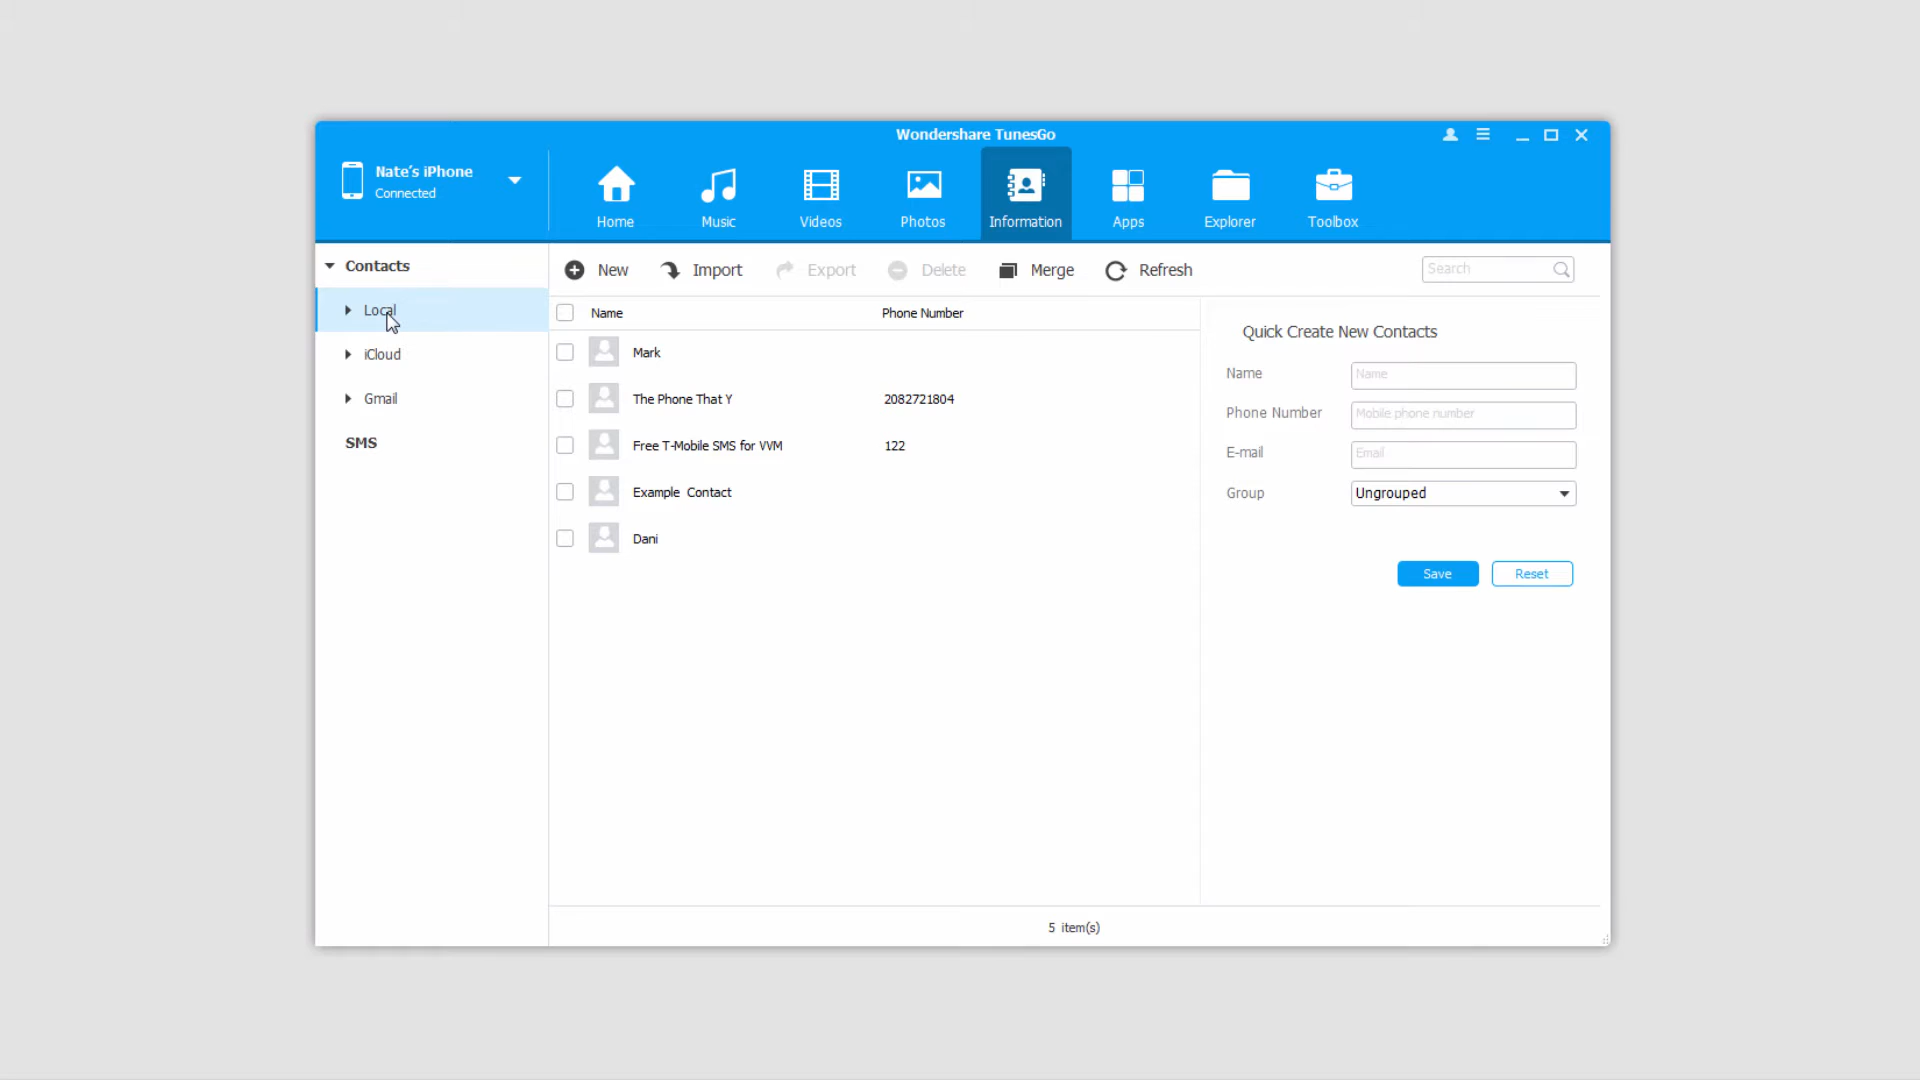 Wondershare TunesGo
Nate's iPhone
Connected
Home
Music
Videos
Photos
Information
Apps
Explorer
Toolbox
Contacts
Local
iCloud
Gmail
SMS
New
Import
Export
Delete
Merge
Refresh
Search
Name Phone Number
Mark
The Phone That Y 2082721804
Free T-Mobile SMS for VVM 122
Example Contact
Dani
Quick Create New Contacts
Name Name
Phone Number Mobile phone number
E-mail Email
Group Ungrouped
Save Reset
5 item(s)